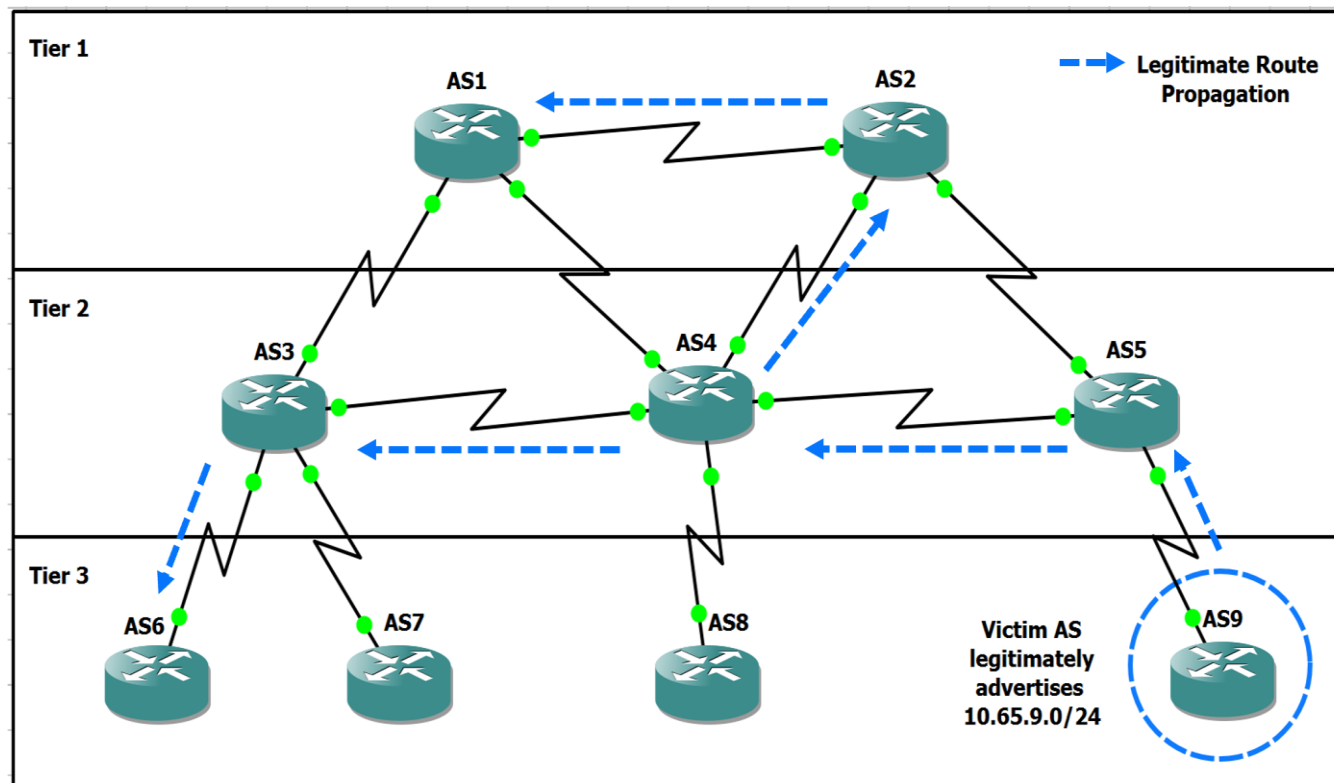 Tier 1
AS1
AS2
Legitimate Route
Propagation
Tier 2
AS3
AS4
AS5
Tier 3
AS6
AS7
AS8
AS9
Victim AS
legitimately
advertises
10.65.9.0/24